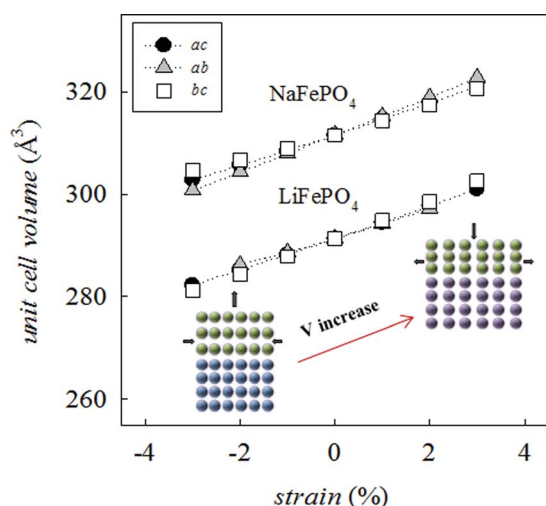 ac
ab
bc
320
300
280
260
unit cell volume (Å³)
NaFePO₄
LiFePO₄
V increase
-4
-2
0
2
4
strain (%)